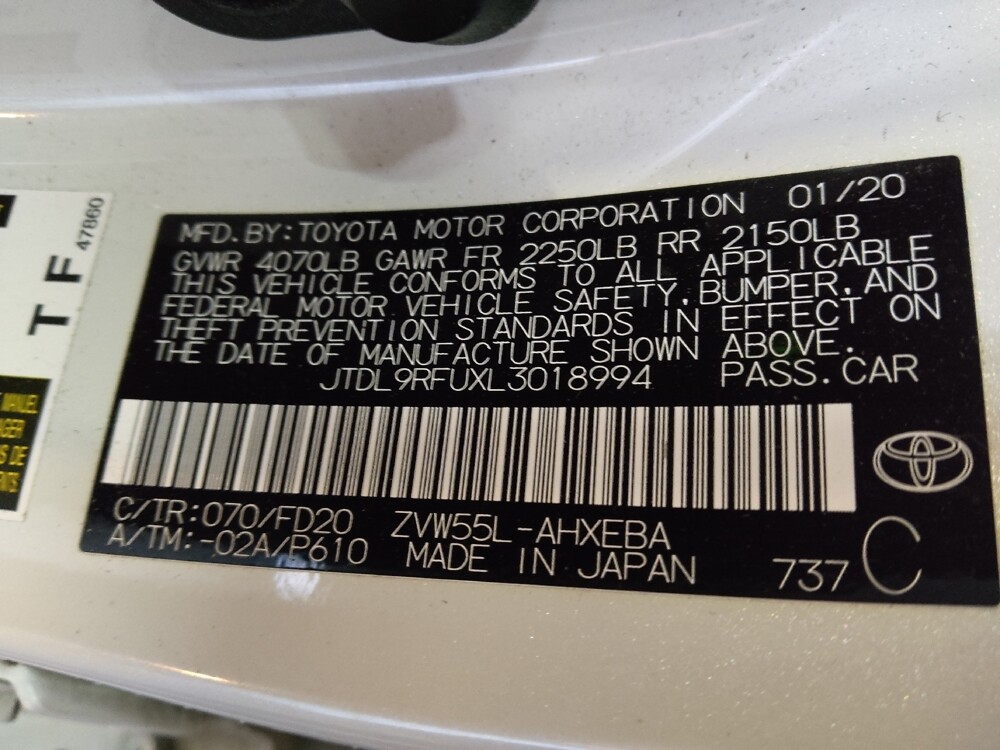 MFD.BY:TOYOTA MOTOR CORPORATION 01/20
GVWR 4070LB GAWR FR 2250LB RR 2150LB
THIS VEHICLE CONFORMS TO ALL APPLICABLE
FEDERAL MOTOR VEHICLE SAFETY,BUMPER,AND
THEFT PREVENTION STANDARDS IN EFFECT ON
THE DATE OF MANUFACTURE SHOWN ABOVE.
JTDL9RFUXL3018994 PASS.CAR
C/TR:070/FD20 ZVW55L-AHXEBA
A/TM:-02A/P610 MADE IN JAPAN 737 C
T F 47860
MANUEL
DE